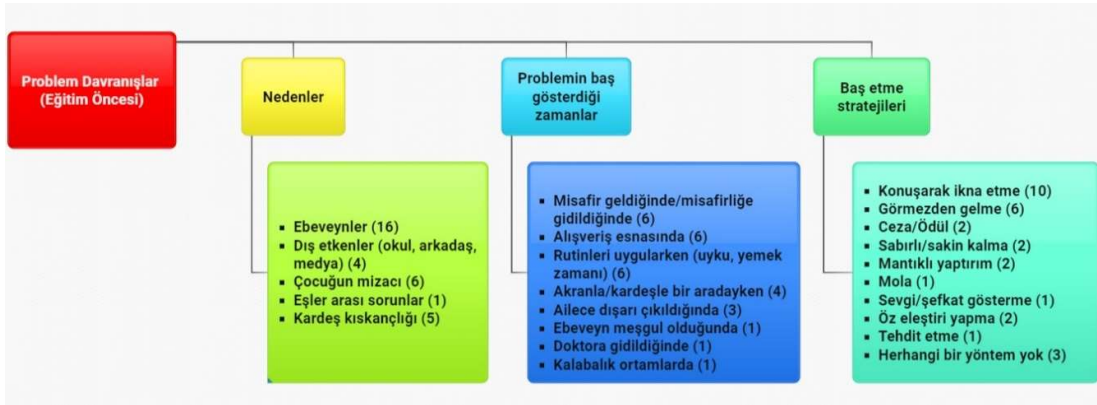 Problem Davranışlar
(Eğitim Öncesi)
Nedenler
Problemin baş
gösterdiği
zamanlar
Baş etme
stratejileri
▪ Ebeveynler (16)
▪ Dış etkenler (okul, arkadaş,
medya) (4)
▪ Çocuğun mizacı (6)
▪ Eşler arası sorunlar (1)
▪ Kardeş kıskançlığı (5)
▪ Misafir geldiğinde/misafirliğe
gidildiğinde (6)
▪ Alışveriş esnasında (6)
▪ Rutinleri uygularken (uyku, yemek
zamanı) (6)
▪ Akranla/kardeşle bir aradayken (4)
▪ Ailece dışarı çıkıldığında (3)
▪ Ebeveyn meşgul olduğunda (1)
▪ Doktora gidildiğinde (1)
▪ Kalabalık ortamlarda (1)
▪ Konuşarak ikna etme (10)
▪ Görmezden gelme (6)
▪ Ceza/Ödül (2)
▪ Sabırlı/sakin kalma (2)
▪ Mantıklı yaptırım (2)
▪ Mola (1)
▪ Sevgi/şefkat gösterme (1)
▪ Öz eleştiri yapma (2)
▪ Tehdit etme (1)
▪ Herhangi bir yöntem yok (3)